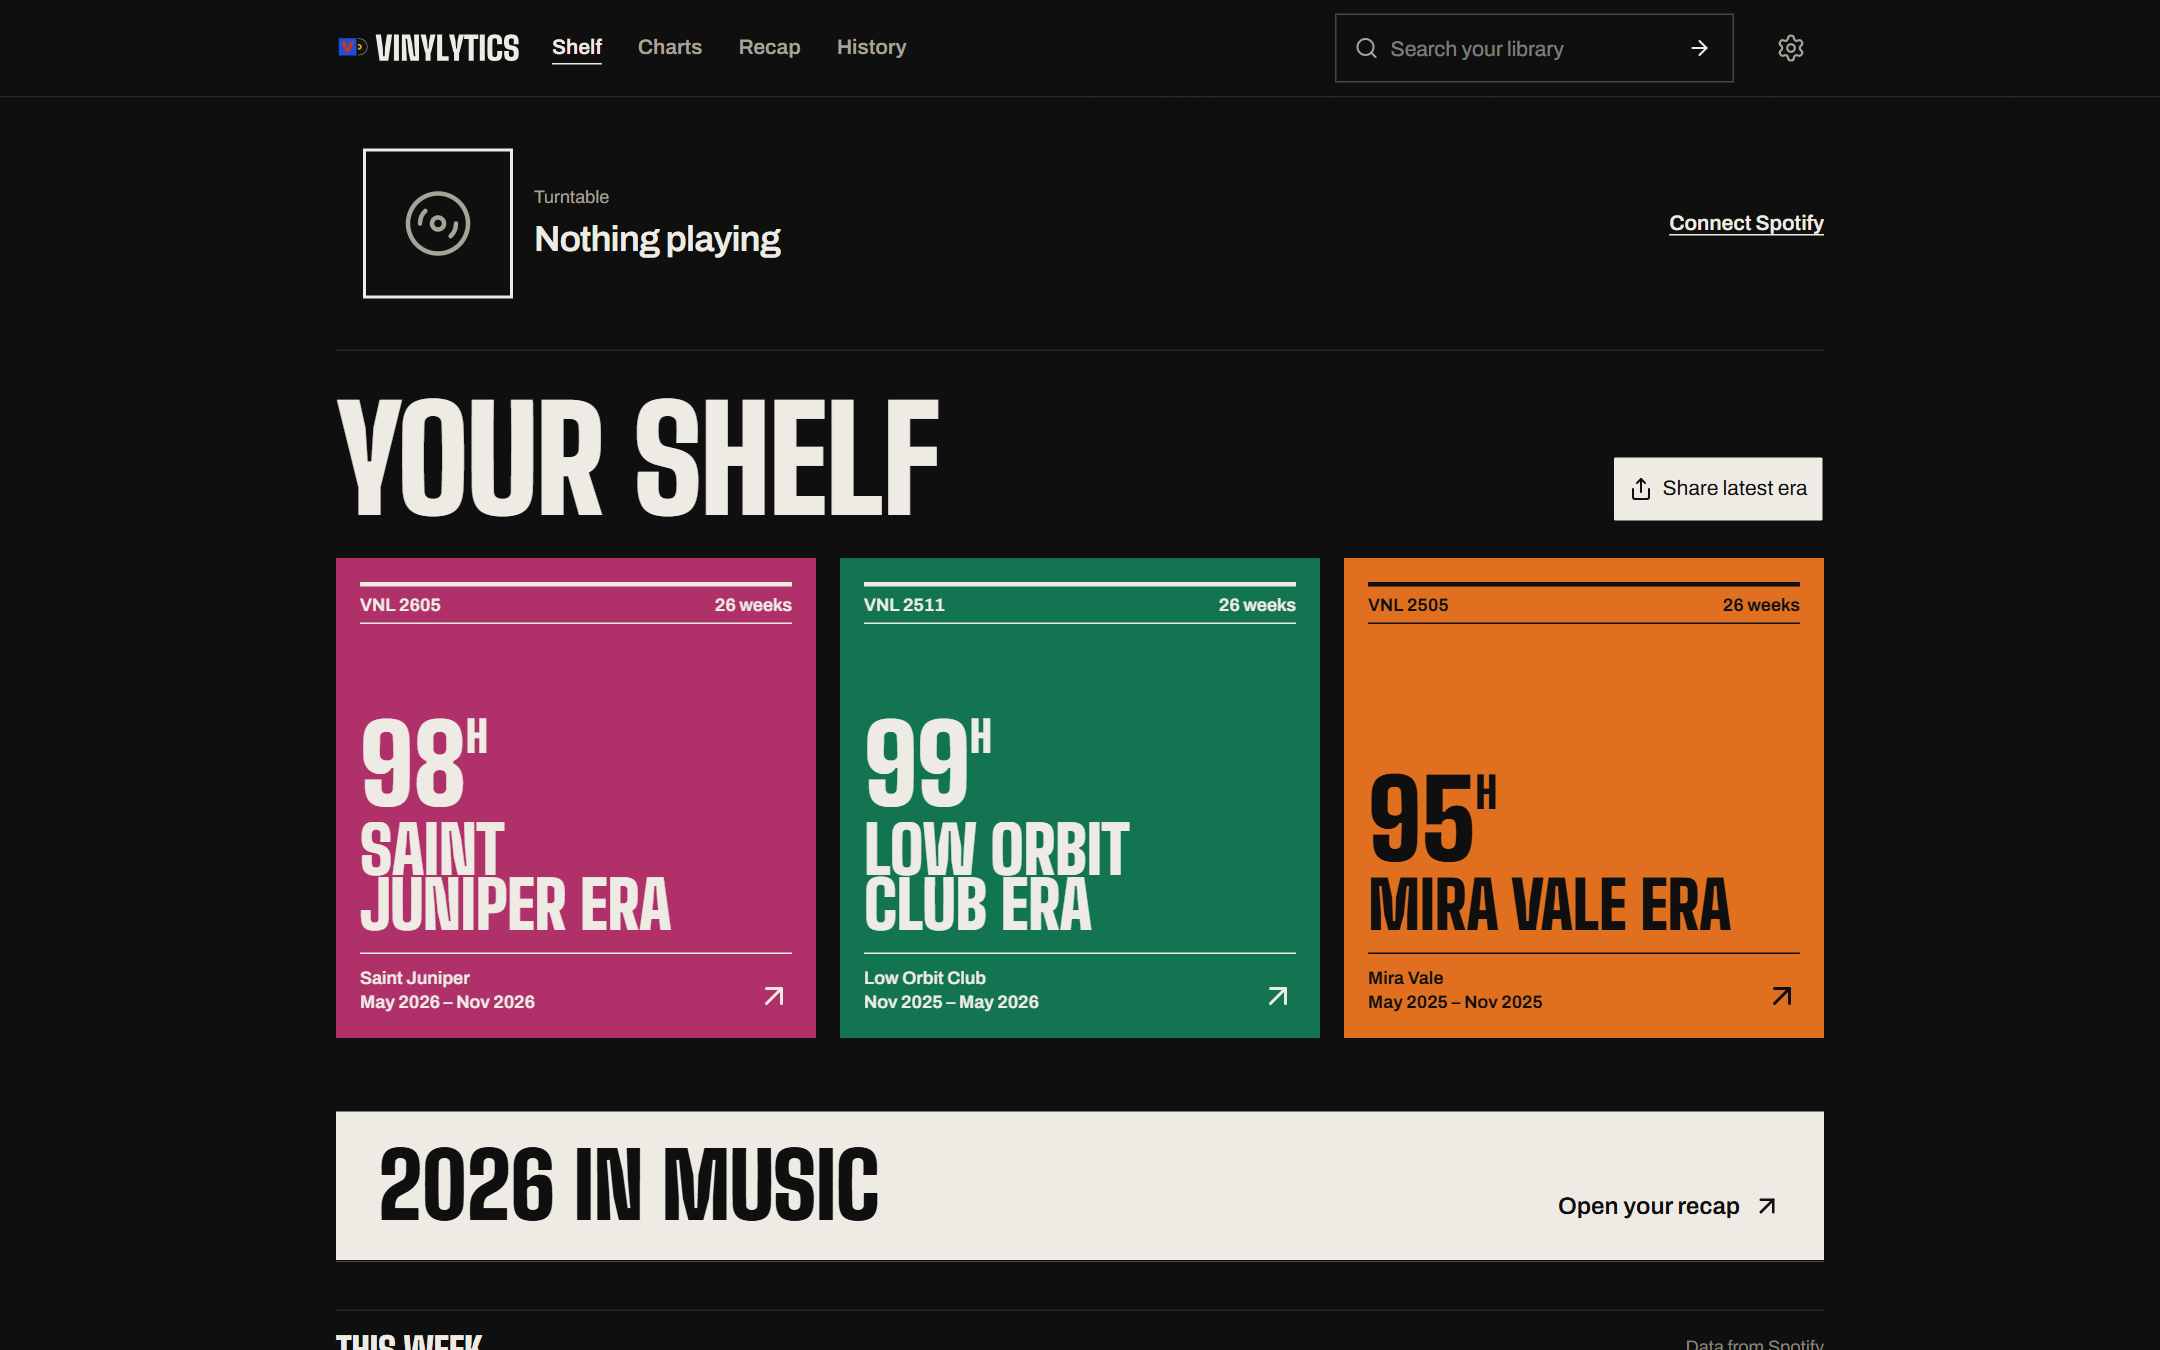 VINYLYTICS
Shelf
Charts
Recap
History
Search your library
Turntable
Nothing playing
Connect Spotify
YOUR SHELF
Share latest era
VNL 2605
26 weeks
98H
SAINT
JUNIPER ERA
Saint Juniper
May 2026 – Nov 2026
VNL 2511
26 weeks
99H
LOW ORBIT
CLUB ERA
Low Orbit Club
Nov 2025 – May 2026
VNL 2505
26 weeks
95H
MIRA VALE ERA
Mira Vale
May 2025 – Nov 2025
2026 IN MUSIC
Open your recap
THIS WEEK
Data from Spotify